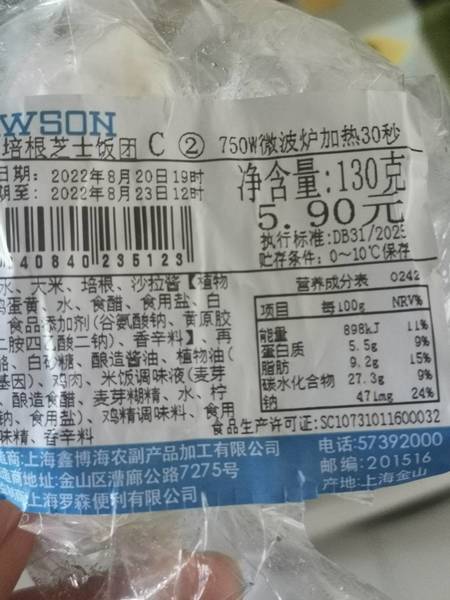 WSON
培根芝士饭团 C ② 750W微波炉加热30秒
日期: 2022年8月20日19时
期至: 2022年8月23日12时
净含量:130克
5.90元
执行标准:DB31/2025
贮存条件: 0~10℃保存
40840235123
水、大米、培根、沙拉酱【植物
鸡蛋黄、水、食醋、食用盐、白
食品添加剂(谷氨酸钠、黄原胶
二胺四乙酸二钠)、香辛料】、再
酪、白砂糖、酿造酱油、植物油(
基因)、鸡肉、米饭调味液(麦芽
、酿造食醋、麦芽糊精、水、柠
钠、食用盐)、鸡精调味料、食用
味精、香辛料
营养成分表 0242
项目 每100g NRV%
能量 898kJ 11%
蛋白质 5.5g 9%
脂肪 9.2g 15%
碳水化合物 27.3g 9%
钠 471mg 24%
食品生产许可证:SC10731011600032
造商:上海鑫博海农副产品加工有限公司
造商地址:金山区漕廊公路7275号
上海罗森便利有限公司
电话:57392000
邮编:201516
产地:上海金山